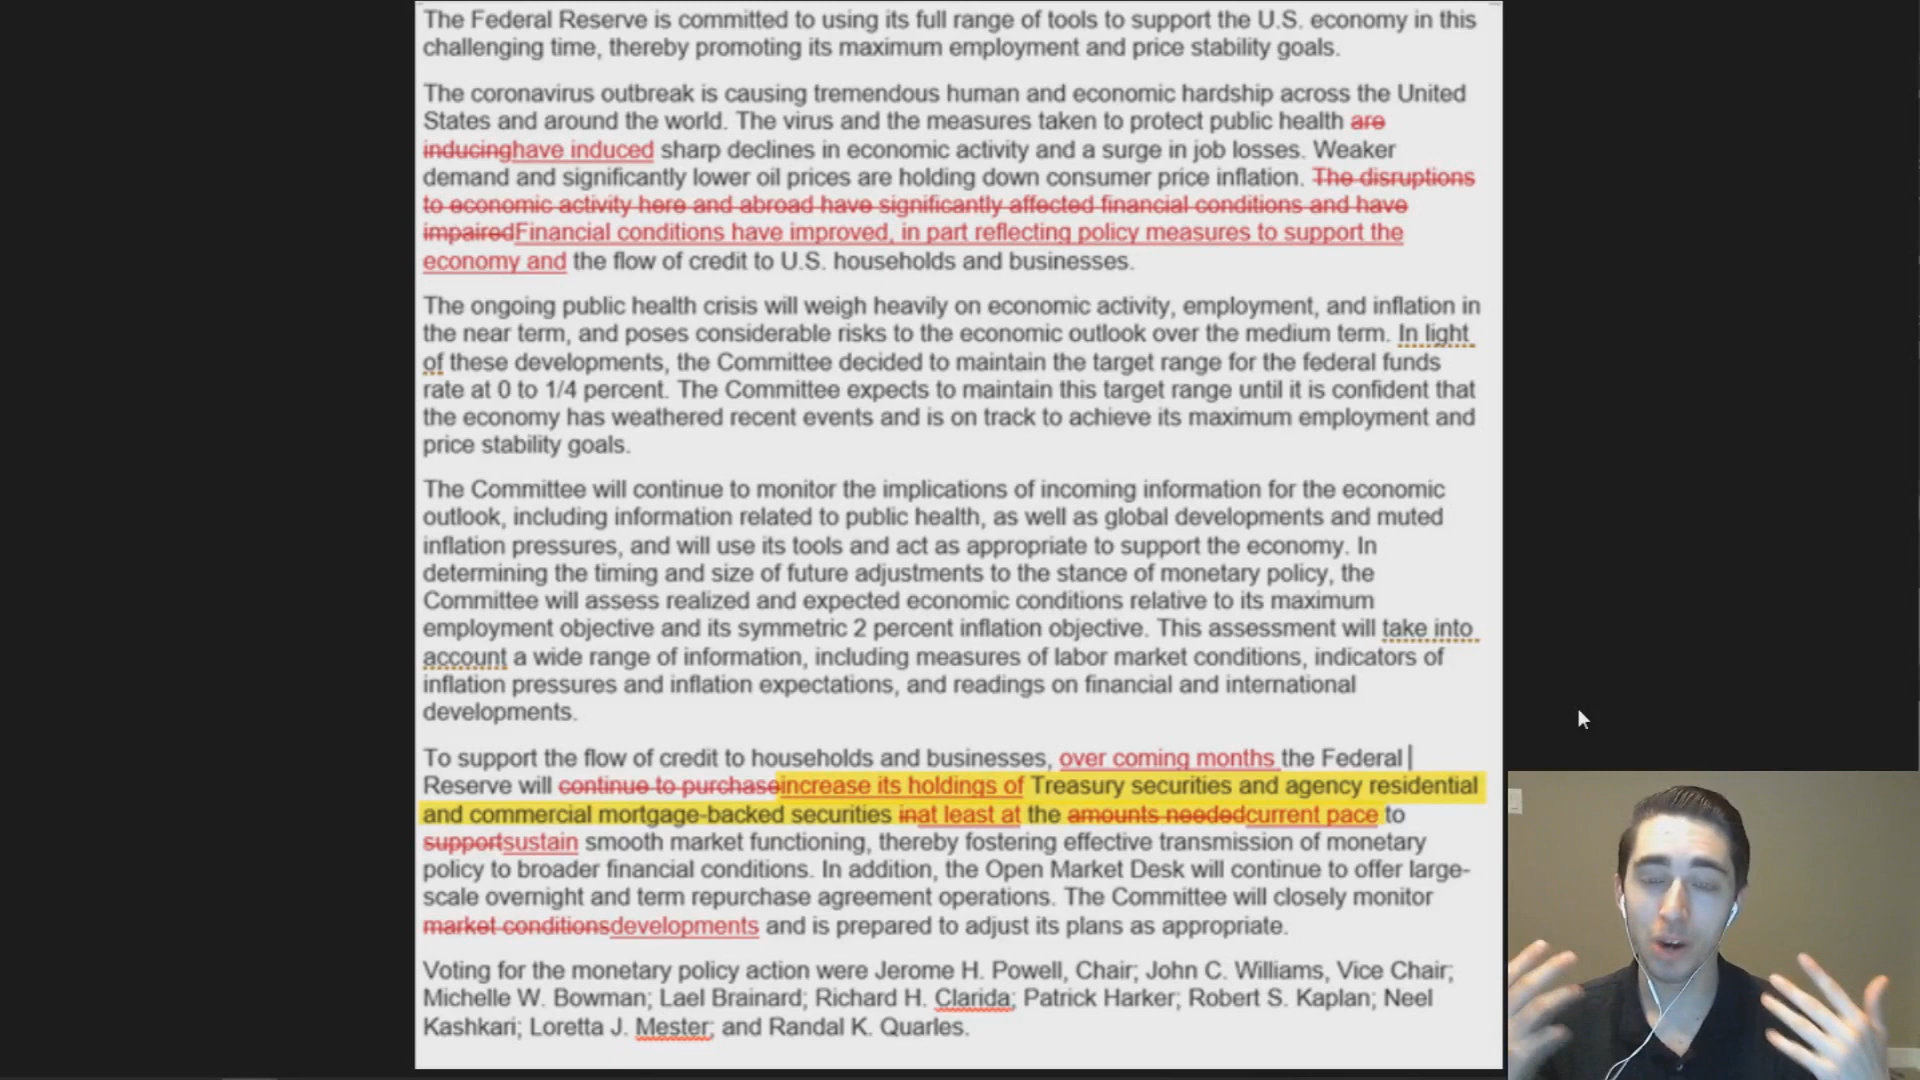 The Federal Reserve is committed to using its full range of tools to support the U.S. economy in this
challenging time, thereby promoting its maximum employment and price stability goals.
The coronavirus outbreak is causing tremendous human and economic hardship across the United
States and around the world. The virus and the measures taken to protect public health are
inducinghave induced sharp declines in economic activity and a surge in job losses. Weaker
demand and significantly lower oil prices are holding down consumer price inflation. The disruptions
to economic activity here and abroad have significantly affected financial conditions and have
impairedFinancial conditions have improved, in part reflecting policy measures to support the
economy and the flow of credit to U.S. households and businesses.
The ongoing public health crisis will weigh heavily on economic activity, employment, and inflation in
the near term, and poses considerable risks to the economic outlook over the medium term. In light
of these developments, the Committee decided to maintain the target range for the federal funds
rate at 0 to 1/4 percent. The Committee expects to maintain this target range until it is confident that
the economy has weathered recent events and is on track to achieve its maximum employment and
price stability goals.
The Committee will continue to monitor the implications of incoming information for the economic
outlook, including information related to public health, as well as global developments and muted
inflation pressures, and will use its tools and act as appropriate to support the economy. In
determining the timing and size of future adjustments to the stance of monetary policy, the
Committee will assess realized and expected economic conditions relative to its maximum
employment objective and its symmetric 2 percent inflation objective. This assessment will take into
account a wide range of information, including measures of labor market conditions, indicators of
inflation pressures and inflation expectations, and readings on financial and international
developments.
To support the flow of credit to households and businesses, over coming months the Federal
Reserve will continue to purchaseincrease its holdings of Treasury securities and agency residential
and commercial mortgage-backed securities inat least at the amounts neededcurrent pace to
supportsustain smooth market functioning, thereby fostering effective transmission of monetary
policy to broader financial conditions. In addition, the Open Market Desk will continue to offer large-
scale overnight and term repurchase agreement operations. The Committee will closely monitor
market conditionsdevelopments and is prepared to adjust its plans as appropriate.
Voting for the monetary policy action were Jerome H. Powell, Chair; John C. Williams, Vice Chair;
Michelle W. Bowman; Lael Brainard; Richard H. Clarida; Patrick Harker; Robert S. Kaplan; Neel
Kashkari; Loretta J. Mester; and Randal K. Quarles.